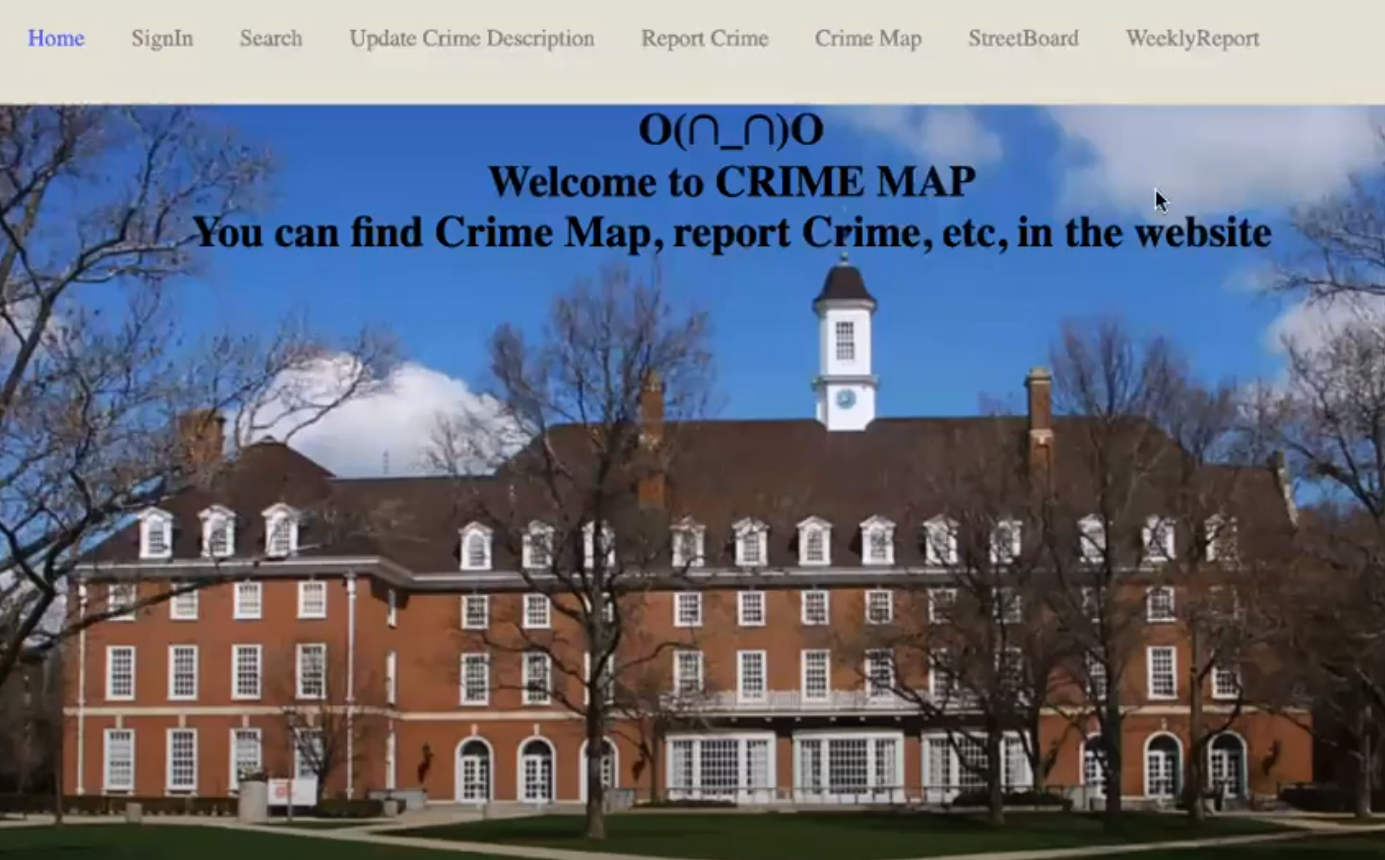 Home SignIn Search Update Crime Description Report Crime Crime Map StreetBoard WeeklyReport
O(∩_∩)O
Welcome to CRIME MAP
You can find Crime Map, report Crime, etc, in the website